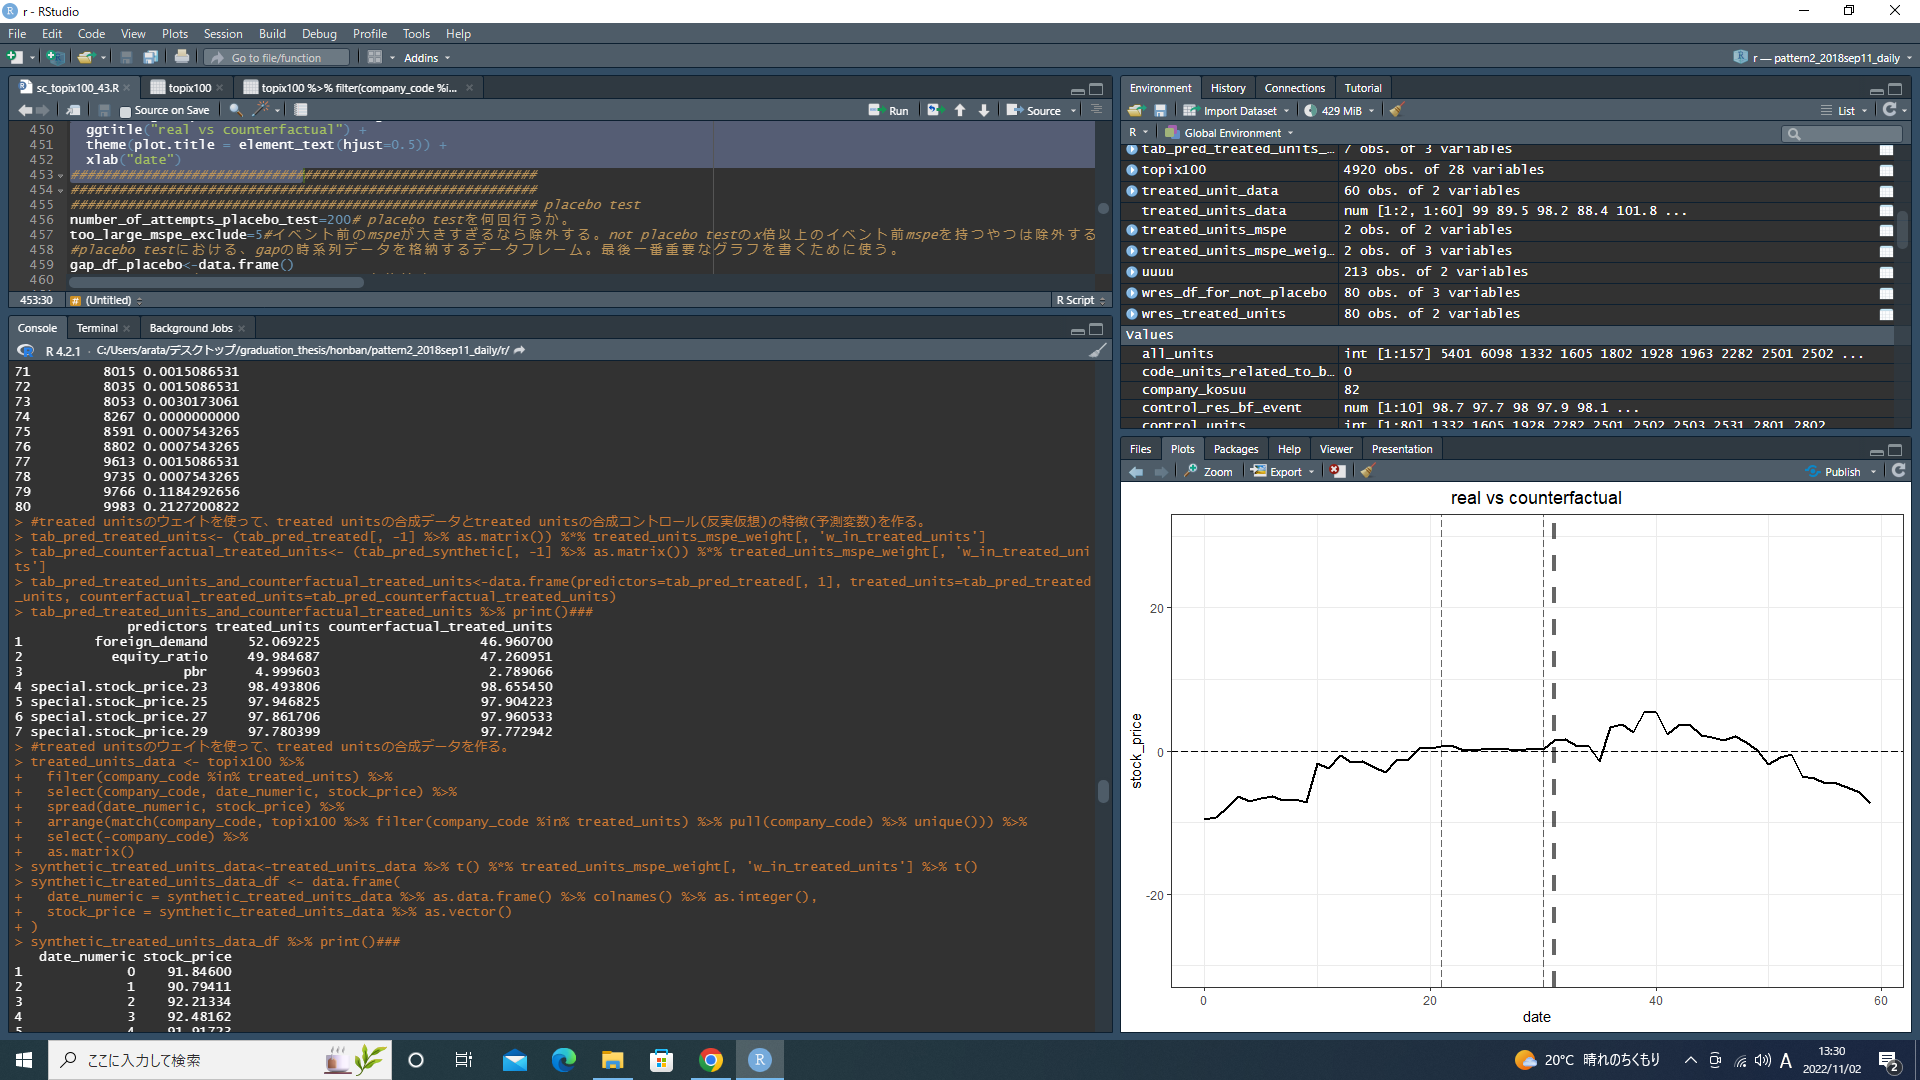 r - RStudio
File Edit Code View Plots Session Build Debug Profile Tools Help
Go to file/function Addins r — pattern2_2018sep11_daily
sc_topix100_43.R topix100 topix100 %>% filter(company_code %i...
Source on Save Run Source
450 ggtitle("real vs counterfactual") +
451 theme(plot.title = element_text(hjust=0.5)) +
452 xlab("date")
453 ##########################################################
454 ##########################################################
455 ########################################################## placebo test
456 number_of_attempts_placebo_test=200# placebo testを何回行うか。
457 too_large_mspe_exclude=5#イベント前のmspeが大きすぎるなら除外する。not placebo testのx倍以上のイベント前mspeを持つやつは除外する
458 #placebo testにおける、gapの時系列データを格納するデータフレーム。最後一番重要なグラフを書くために使う。
459 gap_df_placebo<-data.frame()
460
453:30 (Untitled) R Script
Console Terminal Background Jobs
R 4.2.1 · C:/Users/arata/デスクトップ/graduation_thesis/honban/pattern2_2018sep11_daily/r/
71 8015 0.0015086531
72 8035 0.0015086531
73 8053 0.0030173061
74 8267 0.0000000000
75 8591 0.0007543265
76 8802 0.0007543265
77 9613 0.0015086531
78 9735 0.0007543265
79 9766 0.1184292656
80 9983 0.2127200822
> #treated unitsのウェイトを使って、treated unitsの合成データとtreated unitsの合成コントロール(反実仮想)の特徴(予測変数)を作る。
> tab_pred_treated_units<- (tab_pred_treated[, -1] %>% as.matrix()) %*% treated_units_mspe_weight[, 'w_in_treated_units']
> tab_pred_counterfactual_treated_units<- (tab_pred_synthetic[, -1] %>% as.matrix()) %*% treated_units_mspe_weight[, 'w_in_treated_uni
ts']
> tab_pred_treated_units_and_counterfactual_treated_units<-data.frame(predictors=tab_pred_treated[, 1], treated_units=tab_pred_treated
_units, counterfactual_treated_units=tab_pred_counterfactual_treated_units)
> tab_pred_treated_units_and_counterfactual_treated_units %>% print()###
predictors treated_units counterfactual_treated_units
1 foreign_demand 52.069225 46.960700
2 equity_ratio 49.984687 47.260951
3 pbr 4.999603 2.789066
4 special.stock_price.23 98.493806 98.655450
5 special.stock_price.25 97.946825 97.904223
6 special.stock_price.27 97.861706 97.960533
7 special.stock_price.29 97.780399 97.772942
> #treated unitsのウェイトを使って、treated unitsの合成データを作る。
> treated_units_data <- topix100 %>%
+ filter(company_code %in% treated_units) %>%
+ select(company_code, date_numeric, stock_price) %>%
+ spread(date_numeric, stock_price) %>%
+ arrange(match(company_code, topix100 %>% filter(company_code %in% treated_units) %>% pull(company_code) %>% unique())) %>%
+ select(-company_code) %>%
+ as.matrix()
> synthetic_treated_units_data<-treated_units_data %>% t() %*% treated_units_mspe_weight[, 'w_in_treated_units'] %>% t()
> synthetic_treated_units_data_df <- data.frame(
+ date_numeric = synthetic_treated_units_data %>% as.data.frame() %>% colnames() %>% as.integer(),
+ stock_price = synthetic_treated_units_data %>% as.vector()
+ )
> synthetic_treated_units_data_df %>% print()###
date_numeric stock_price
1 0 91.84600
2 1 90.79411
3 2 92.21334
4 3 92.48162
5 4 91.91723
Environment History Connections Tutorial
Import Dataset 429 MiB List
R Global Environment
tab_pred_treated_units_… 7 obs. of 3 variables
topix100 4920 obs. of 28 variables
treated_unit_data 60 obs. of 2 variables
treated_units_data num [1:2, 1:60] 99 89.5 98.2 88.4 101.8 ...
treated_units_mspe 2 obs. of 2 variables
treated_units_mspe_weig… 2 obs. of 3 variables
uuuu 213 obs. of 2 variables
wres_df_for_not_placebo 80 obs. of 3 variables
wres_treated_units 80 obs. of 2 variables
Values
all_units int [1:157] 5401 6098 1332 1605 1802 1928 1963 2282 2501 2502 ...
code_units_related_to_b… 0
company_kosuu 82
control_res_bf_event num [1:10] 98.7 97.7 98 97.9 98.1 ...
control_units int [1:80] 1332 1605 1928 2282 2501 2502 2503 2531 2801 2802
Files Plots Packages Help Viewer Presentation
Zoom Export Publish
real vs counterfactual
stock_price
20
0
-20
0 20 40 60
date
ここに入力して検索
R
20°C 晴れのちくもり
A
13:30
2022/11/02
2